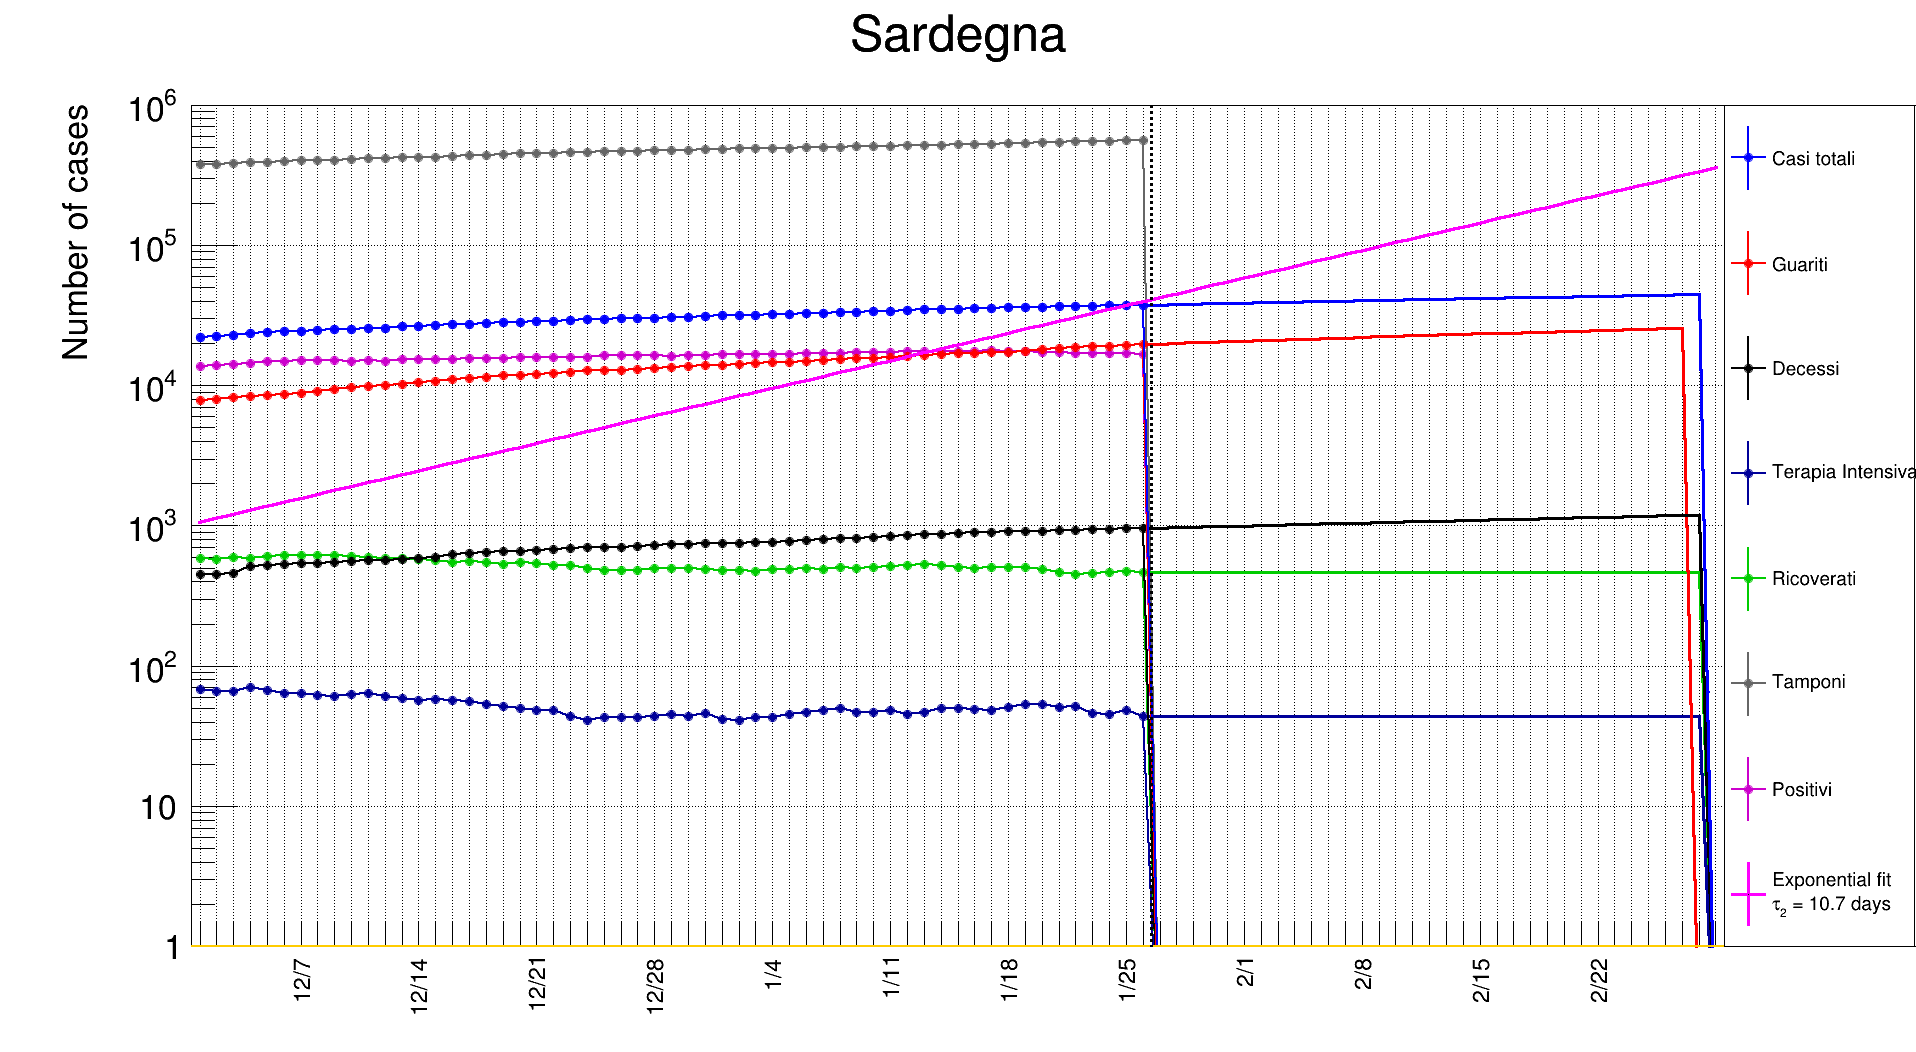 Sardegna
Number of cases
10^6
10^5
10^4
10^3
10^2
10
1
12/7
12/14
12/21
12/28
1/4
1/11
1/18
1/25
2/1
2/8
2/15
2/22
Casi totali
Guariti
Decessi
Terapia Intensiva
Ricoverati
Tamponi
Positivi
Exponential fit
τ_2 = 10.7 days